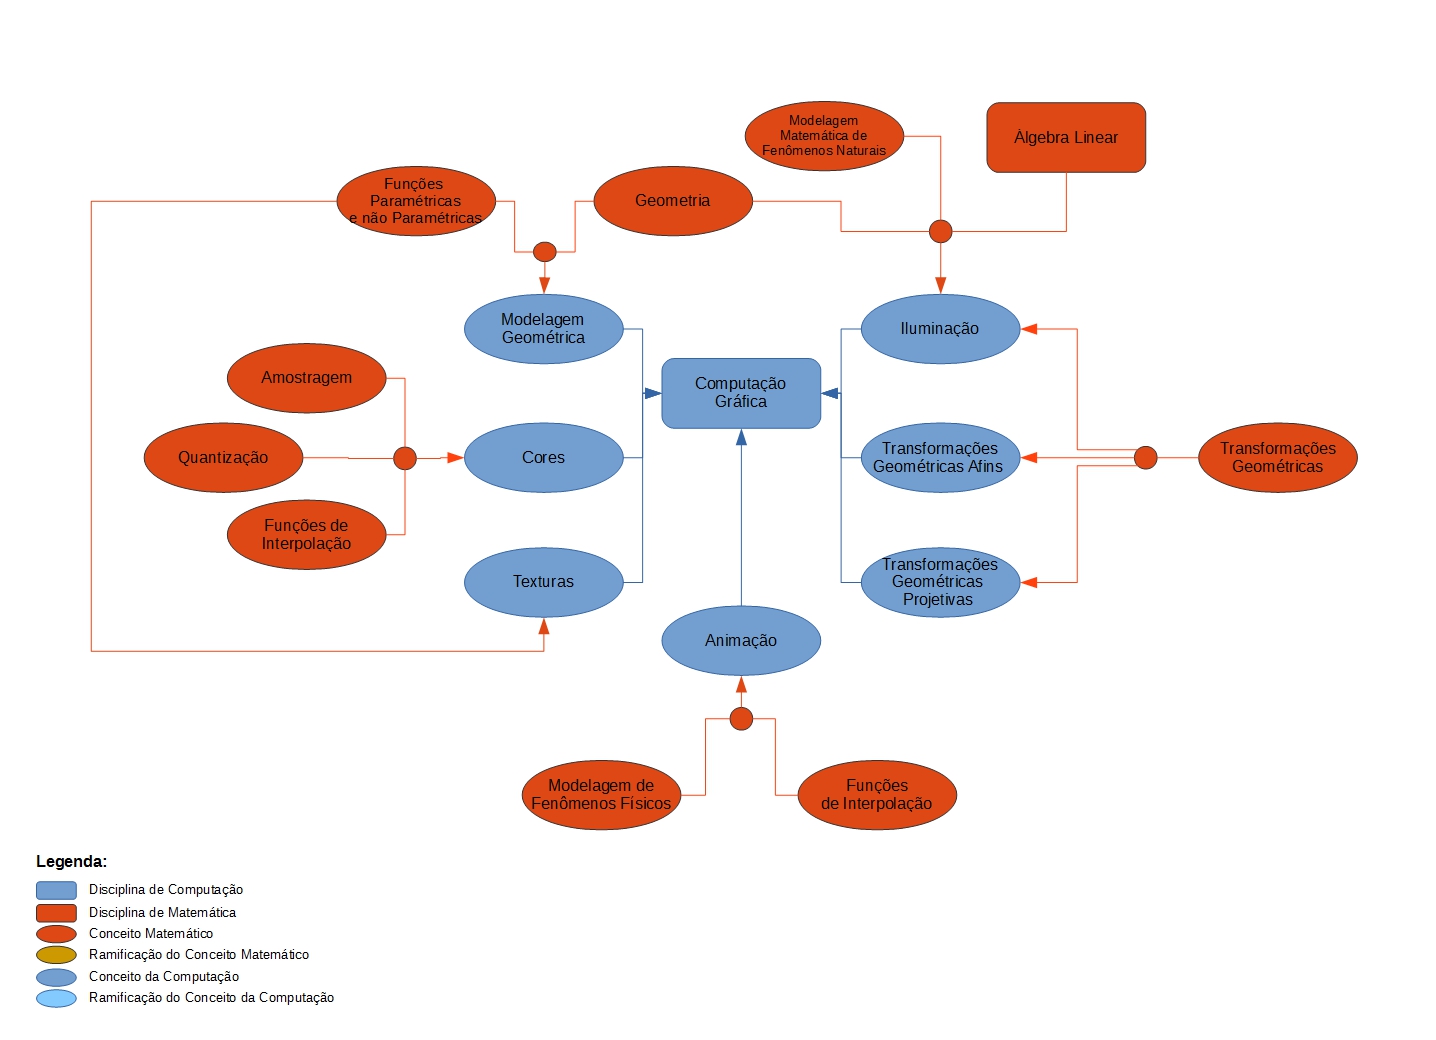 Modelagem
Matemática de
Fenômenos Naturais
Àlgebra Linear
Funções
Paramétricas
e não Paramétricas
Geometria
Modelagem
Geométrica
Iluminação
Amostragem
Computação
Gráfica
Quantização
Cores
Transformações
Geométricas Afins
Transformações
Geométricas
Funções de
Interpolação
Texturas
Transformações
Geométricas
Projetivas
Animação
Modelagem de
Fenômenos Físicos
Funções
de Interpolação
Legenda:
Disciplina de Computação
Disciplina de Matemática
Conceito Matemático
Ramificação do Conceito Matemático
Conceito da Computação
Ramificação do Conceito da Computação